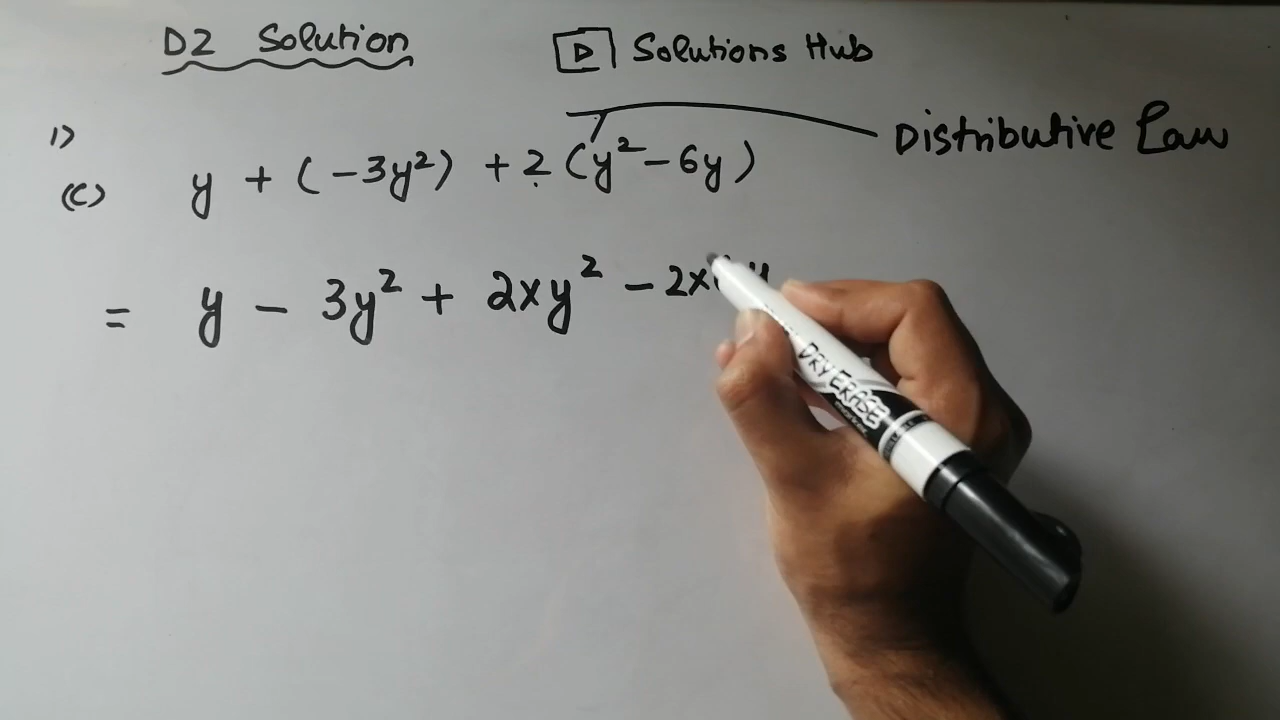 D2 Solution
Solutions Hub
Distributive Law
1)
(c) y + (-3y²) + 2 (y² - 6y)
= y - 3y² + 2xy² - 2x
DRY ERASE